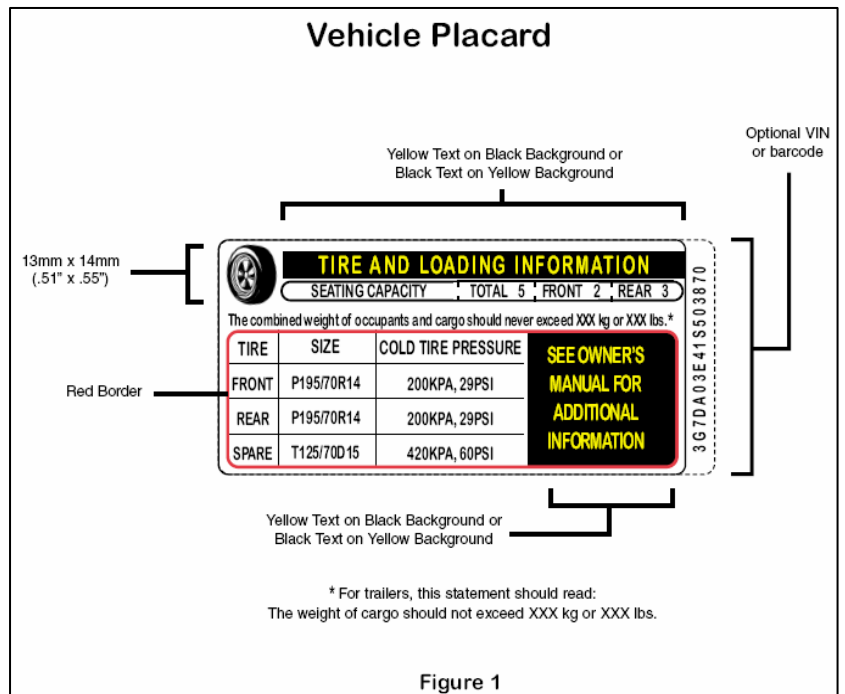 Vehicle Placard
Optional VIN
or barcode
Yellow Text on Black Background or
Black Text on Yellow Background
13mm x 14mm
(.51" x .55")
TIRE AND LOADING INFORMATION
SEATING CAPACITY TOTAL 5 FRONT 2 REAR 3
The combined weight of occupants and cargo should never exceed XXX kg or XXX lbs.*
TIRE SIZE COLD TIRE PRESSURE
FRONT P195/70R14 200KPA, 29PSI
REAR P195/70R14 200KPA, 29PSI
SPARE T125/70D15 420KPA, 60PSI
SEE OWNER'S
MANUAL FOR
ADDITIONAL
INFORMATION
3G7DA03E41S503870
Red Border
Yellow Text on Black Background or
Black Text on Yellow Background
* For trailers, this statement should read:
The weight of cargo should not exceed XXX kg or XXX lbs.
Figure 1